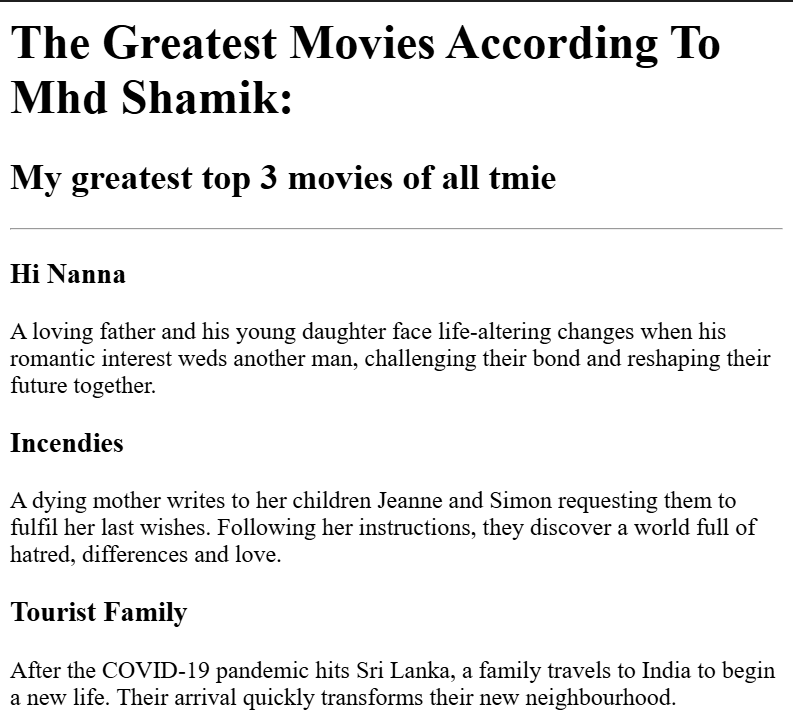 The Greatest Movies According To
Mhd Shamik:
My greatest top 3 movies of all tmie
Hi Nanna
A loving father and his young daughter face life-altering changes when his
romantic interest weds another man, challenging their bond and reshaping their
future together.
Incendies
A dying mother writes to her children Jeanne and Simon requesting them to
fulfil her last wishes. Following her instructions, they discover a world full of
hatred, differences and love.
Tourist Family
After the COVID-19 pandemic hits Sri Lanka, a family travels to India to begin
a new life. Their arrival quickly transforms their new neighbourhood.